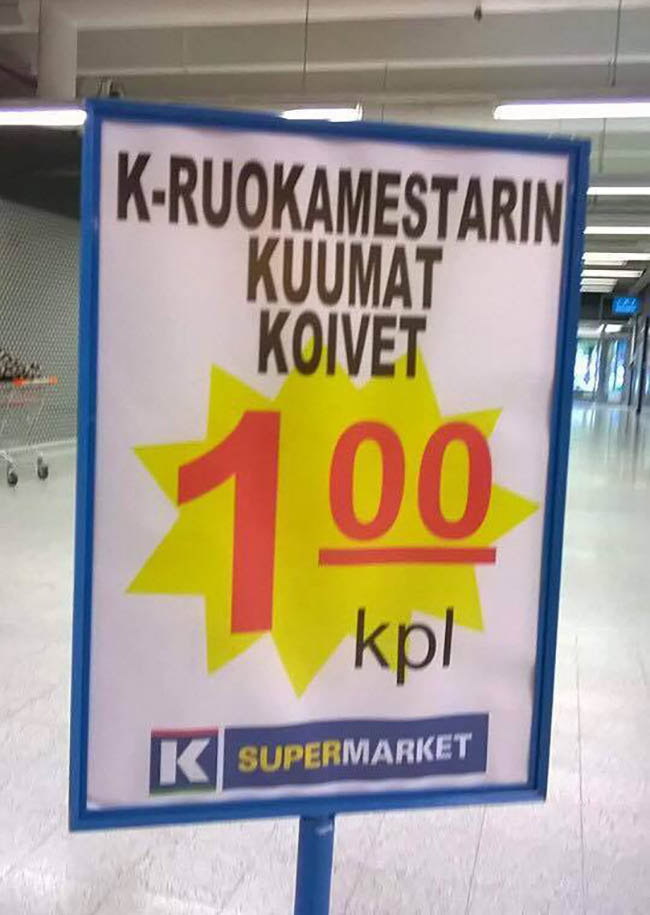 K-RUOKAMESTARIN
KUUMAT
KOIVET
1 00
kpl
K SUPERMARKET